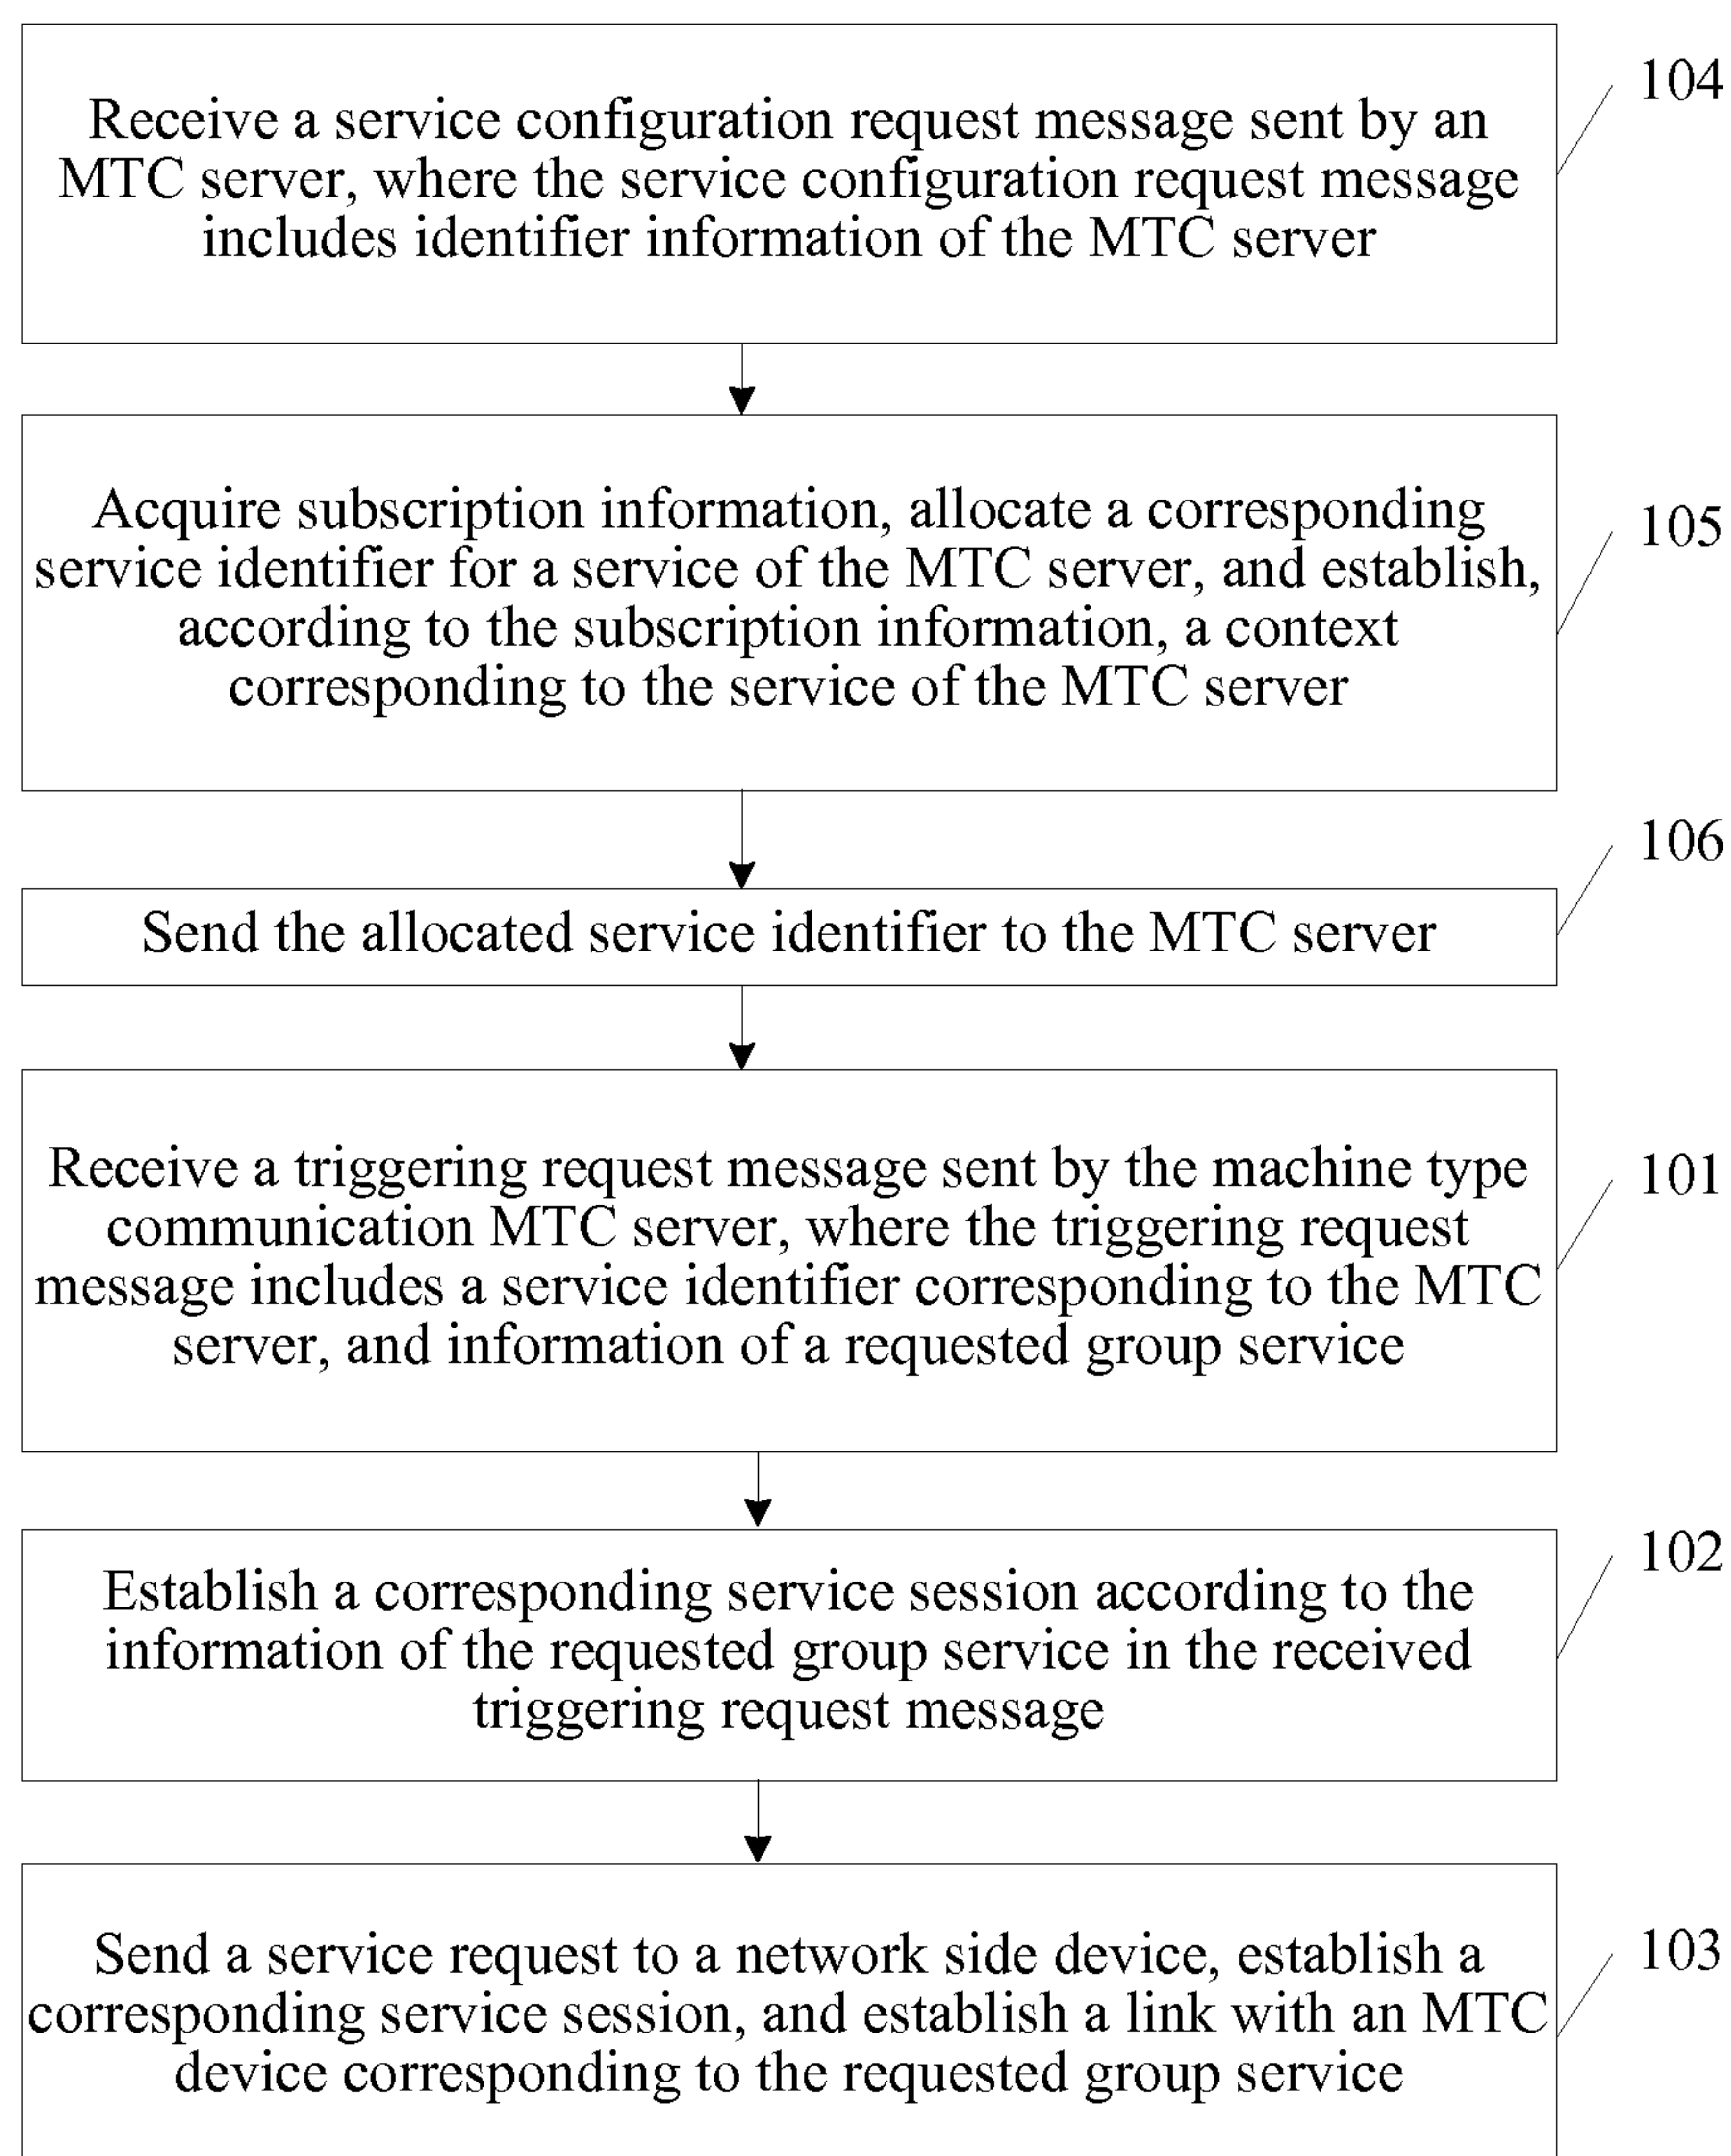 Receive a service configuration request message sent by an
MTC server, where the service configuration request message
includes identifier information of the MTC server
104
Acquire subscription information, allocate a corresponding
service identifier for a service of the MTC server, and establish,
according to the subscription information, a context
corresponding to the service of the MTC server
105
Send the allocated service identifier to the MTC server
106
Receive a triggering request message sent by the machine type
communication MTC server, where the triggering request
message includes a service identifier corresponding to the MTC
server, and information of a requested group service
101
Establish a corresponding service session according to the
information of the requested group service in the received
triggering request message
102
Send a service request to a network side device, establish a
corresponding service session, and establish a link with an MTC
device corresponding to the requested group service
103